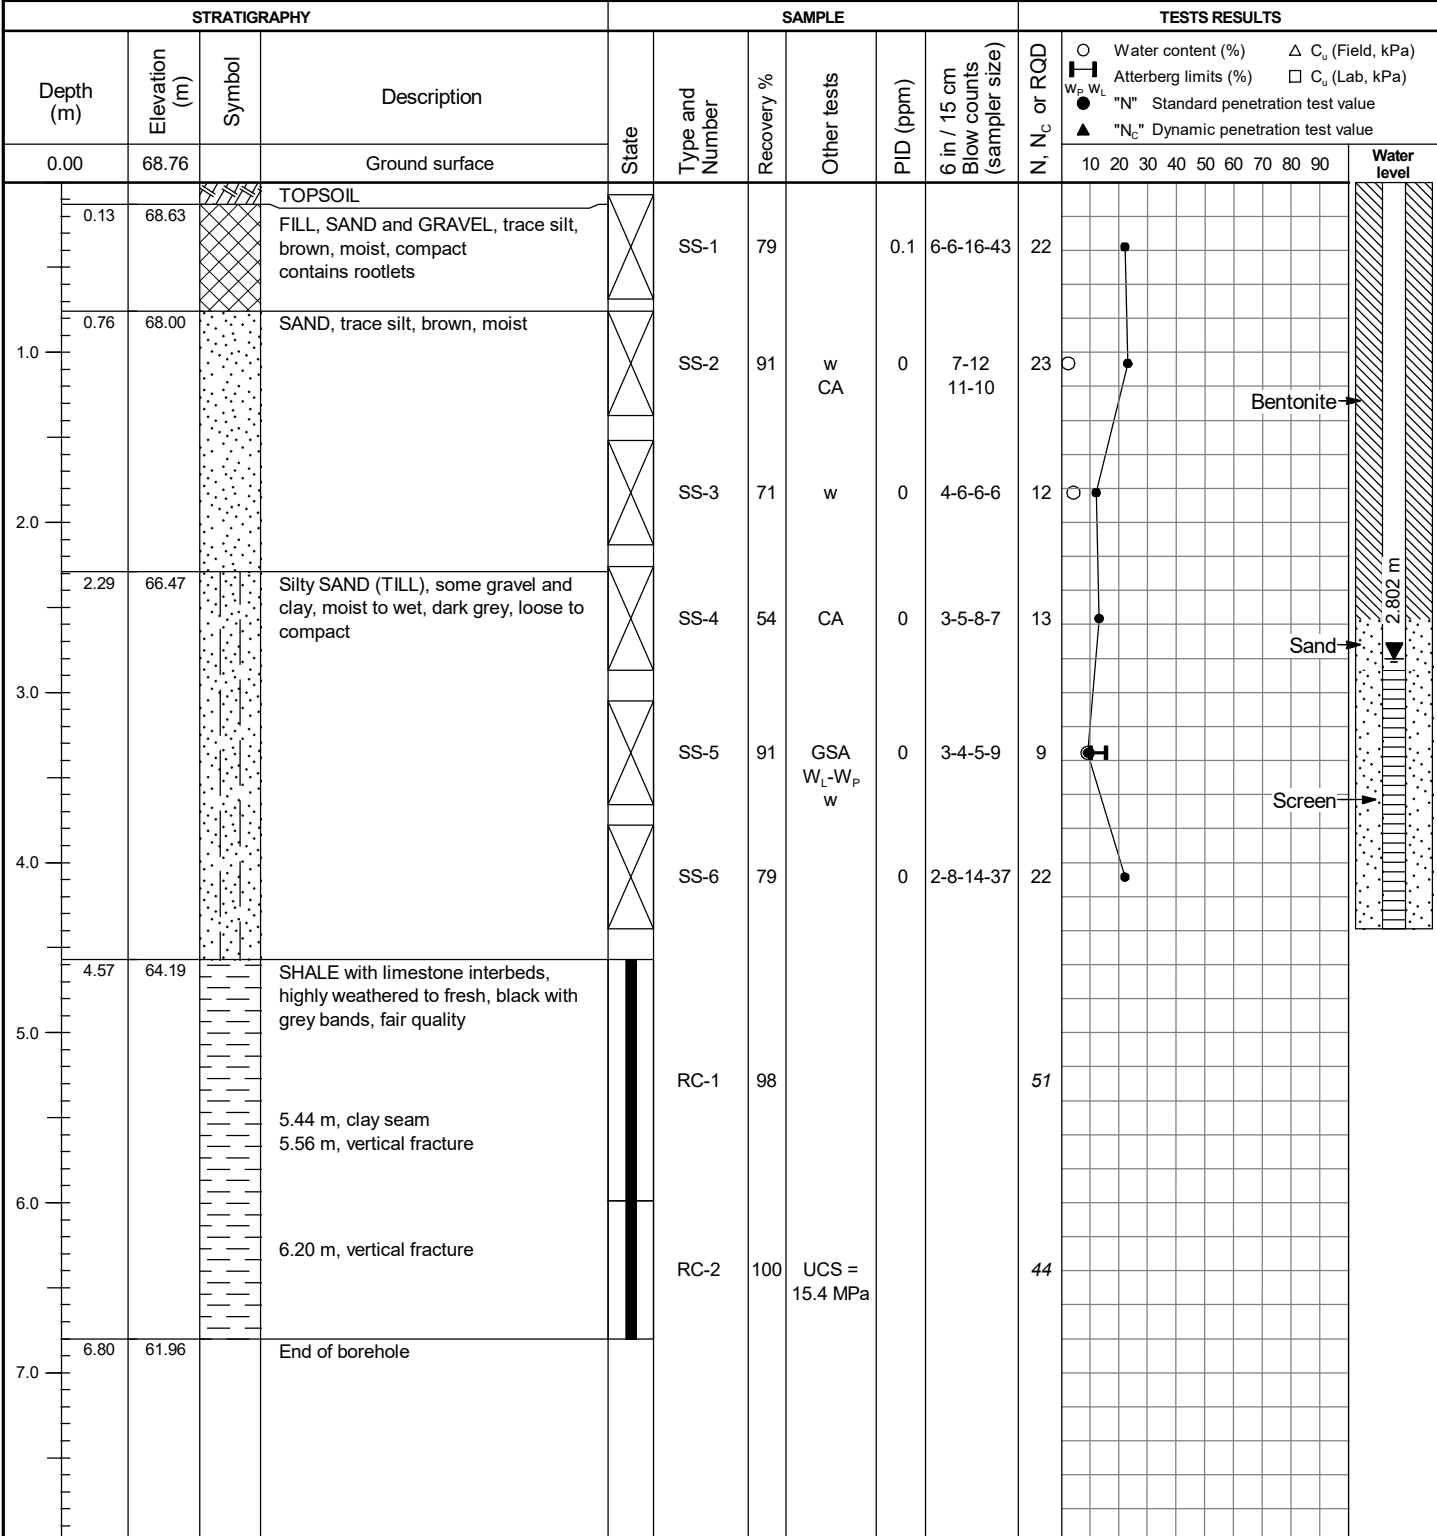 STRATIGRAPHY SAMPLE TESTS RESULTS
Depth (m)
Elevation (m)
Symbol
Description
State
Type and Number
Recovery %
Other tests
PID (ppm)
6 in / 15 cm
Blow counts
(sampler size)
N, NC or RQD
Water content (%) Cu (Field, kPa)
Atterberg limits (%) Cu (Lab, kPa)
WP WL
"N" Standard penetration test value
"NC" Dynamic penetration test value
0.00 68.76 Ground surface
10 20 30 40 50 60 70 80 90
Water level
TOPSOIL
0.13 68.63 FILL, SAND and GRAVEL, trace silt,
brown, moist, compact
contains rootlets
SS-1 79 0.1 6-6-16-43 22
0.76 68.00 SAND, trace silt, brown, moist
1.0
SS-2 91 w 0 7-12 23
CA 11-10
Bentonite
SS-3 71 w 0 4-6-6-6 12
2.0
2.29 66.47 Silty SAND (TILL), some gravel and
clay, moist to wet, dark grey, loose to
compact
SS-4 54 CA 0 3-5-8-7 13
2.802 m
Sand
3.0
SS-5 91 GSA 0 3-4-5-9 9
WL-WP
w
Screen
4.0
SS-6 79 0 2-8-14-37 22
4.57 64.19 SHALE with limestone interbeds,
highly weathered to fresh, black with
grey bands, fair quality
5.0
RC-1 98 51
5.44 m, clay seam
5.56 m, vertical fracture
6.0
6.20 m, vertical fracture
RC-2 100 UCS = 44
15.4 MPa
6.80 61.96 End of borehole
7.0